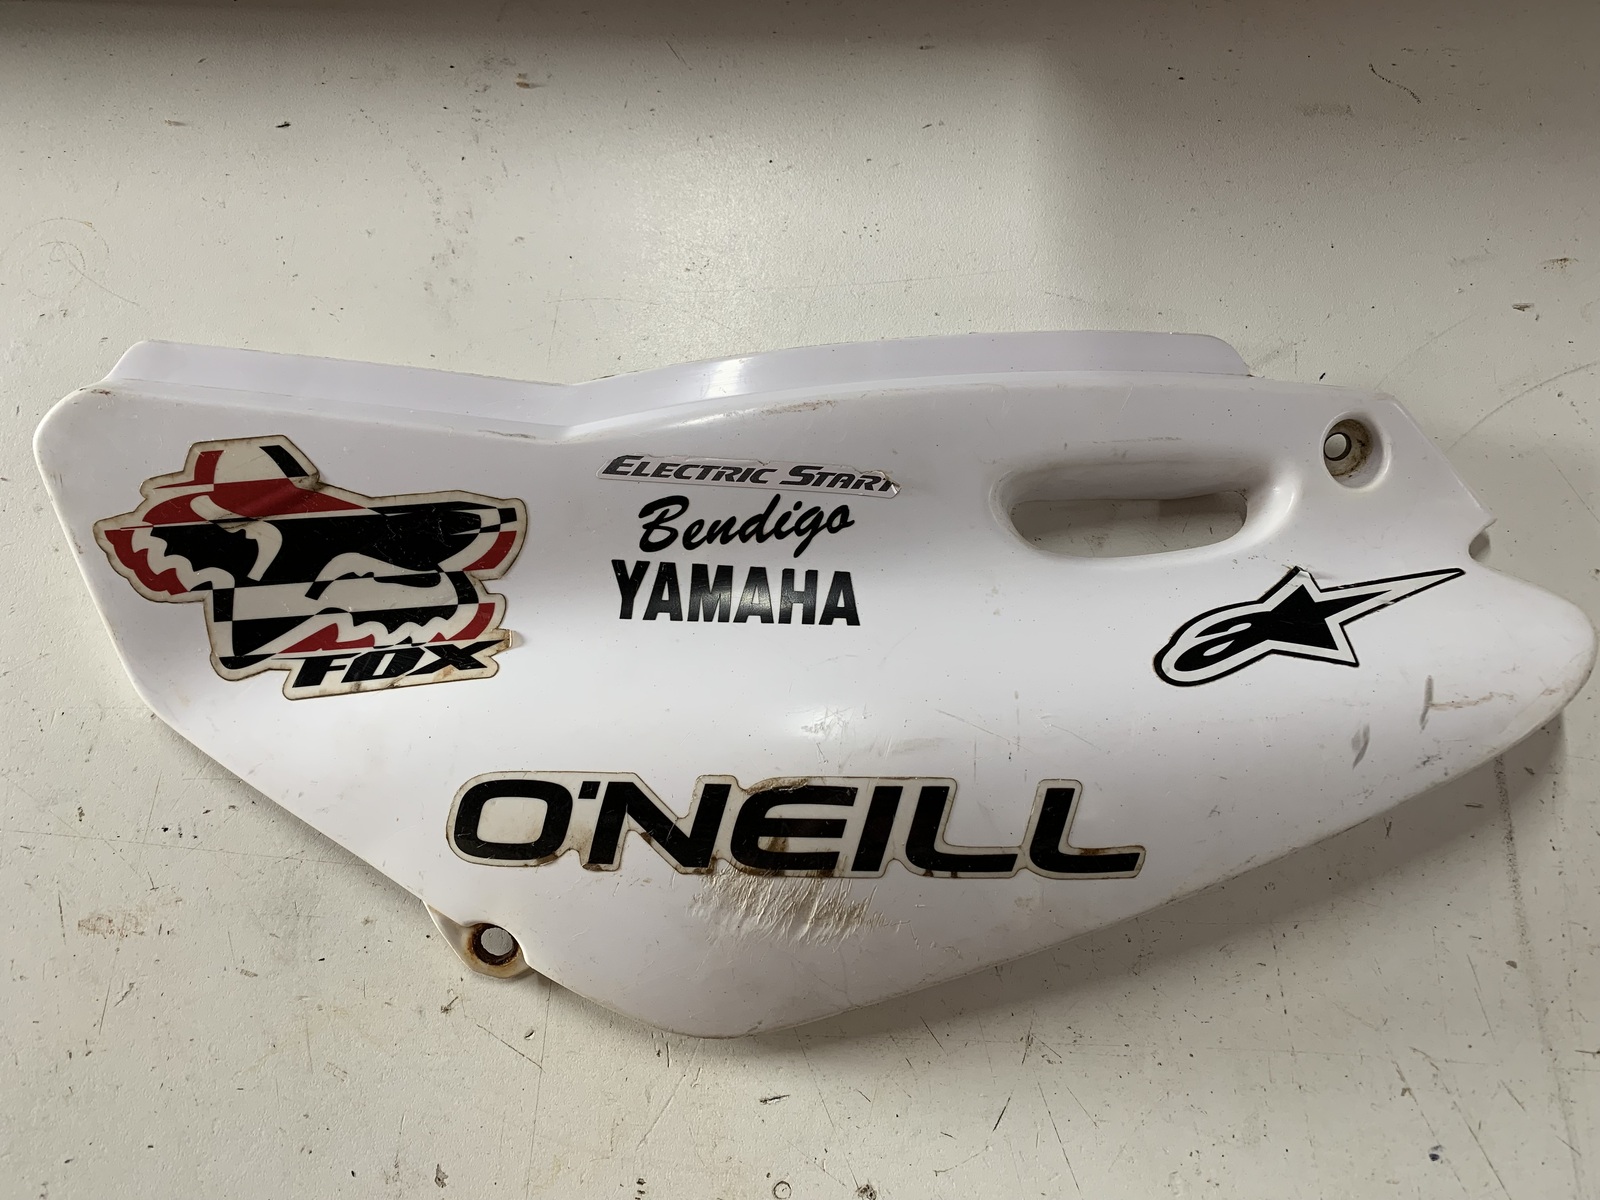 ELECTRIC START
Bendigo
YAMAHA
FOX
O'NEILL